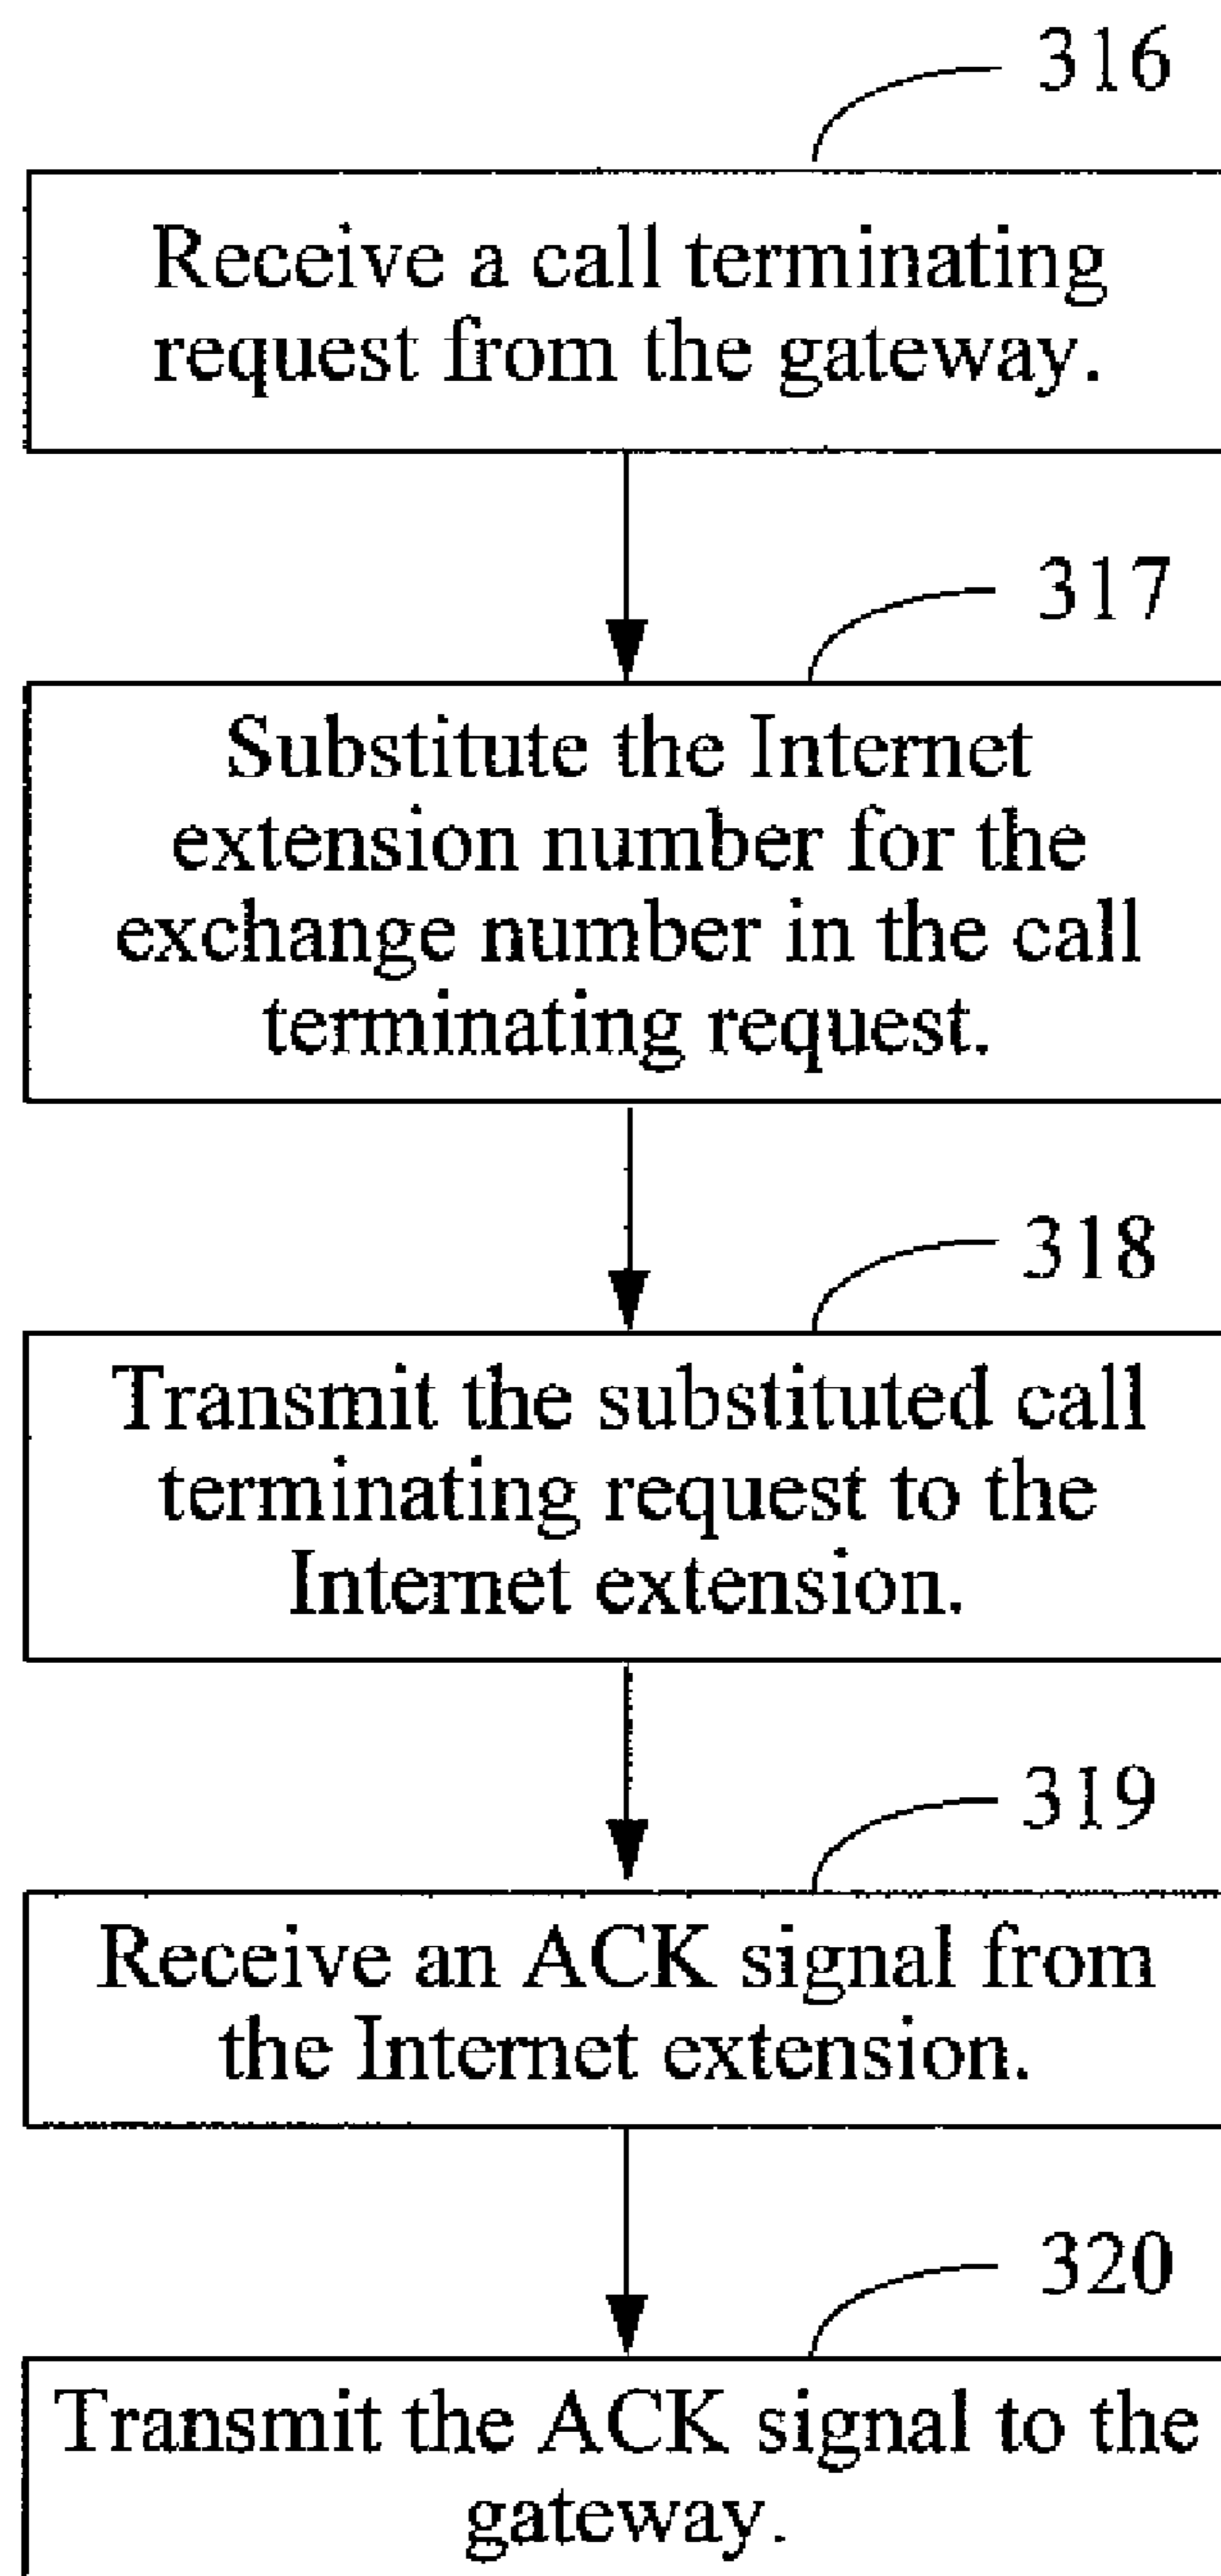 316
Receive a call terminating
request from the gateway.
317
Substitute the Internet
extension number for the
exchange number in the call
terminating request.
318
Transmit the substituted call
terminating request to the
Internet extension.
319
Receive an ACK signal from
the Internet extension.
320
Transmit the ACK signal to the
gateway.